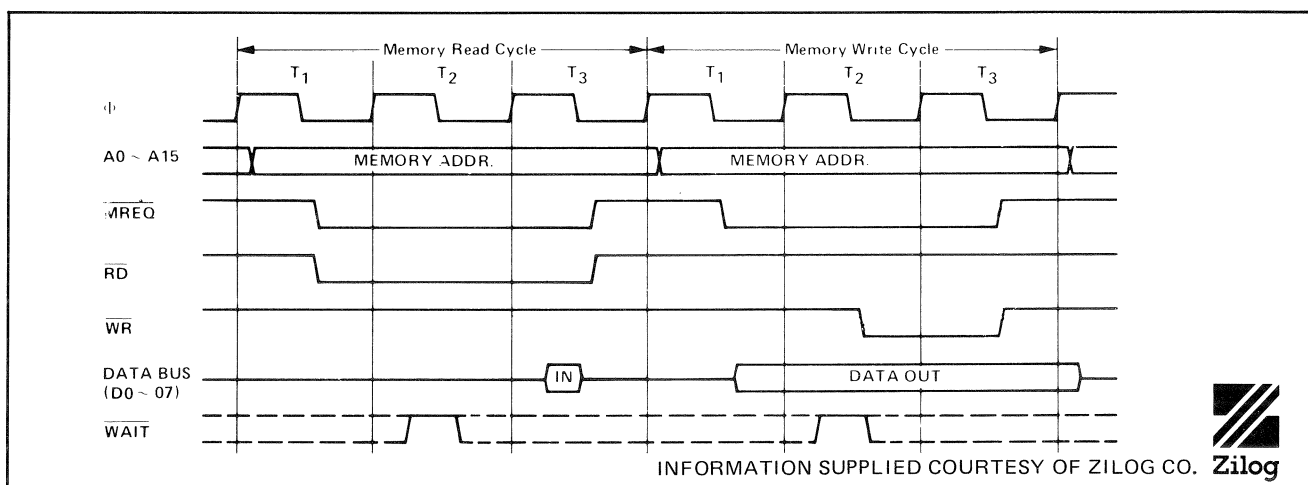 Memory Read Cycle Memory Write Cycle
T1 T2 T3 T1 T2 T3
Φ
A0 ~ A15 MEMORY ADDR. MEMORY ADDR.
MREQ
RD
WR
DATA BUS IN DATA OUT
(D0 ~ 07)
WAIT
INFORMATION SUPPLIED COURTESY OF ZILOG CO. Zilog